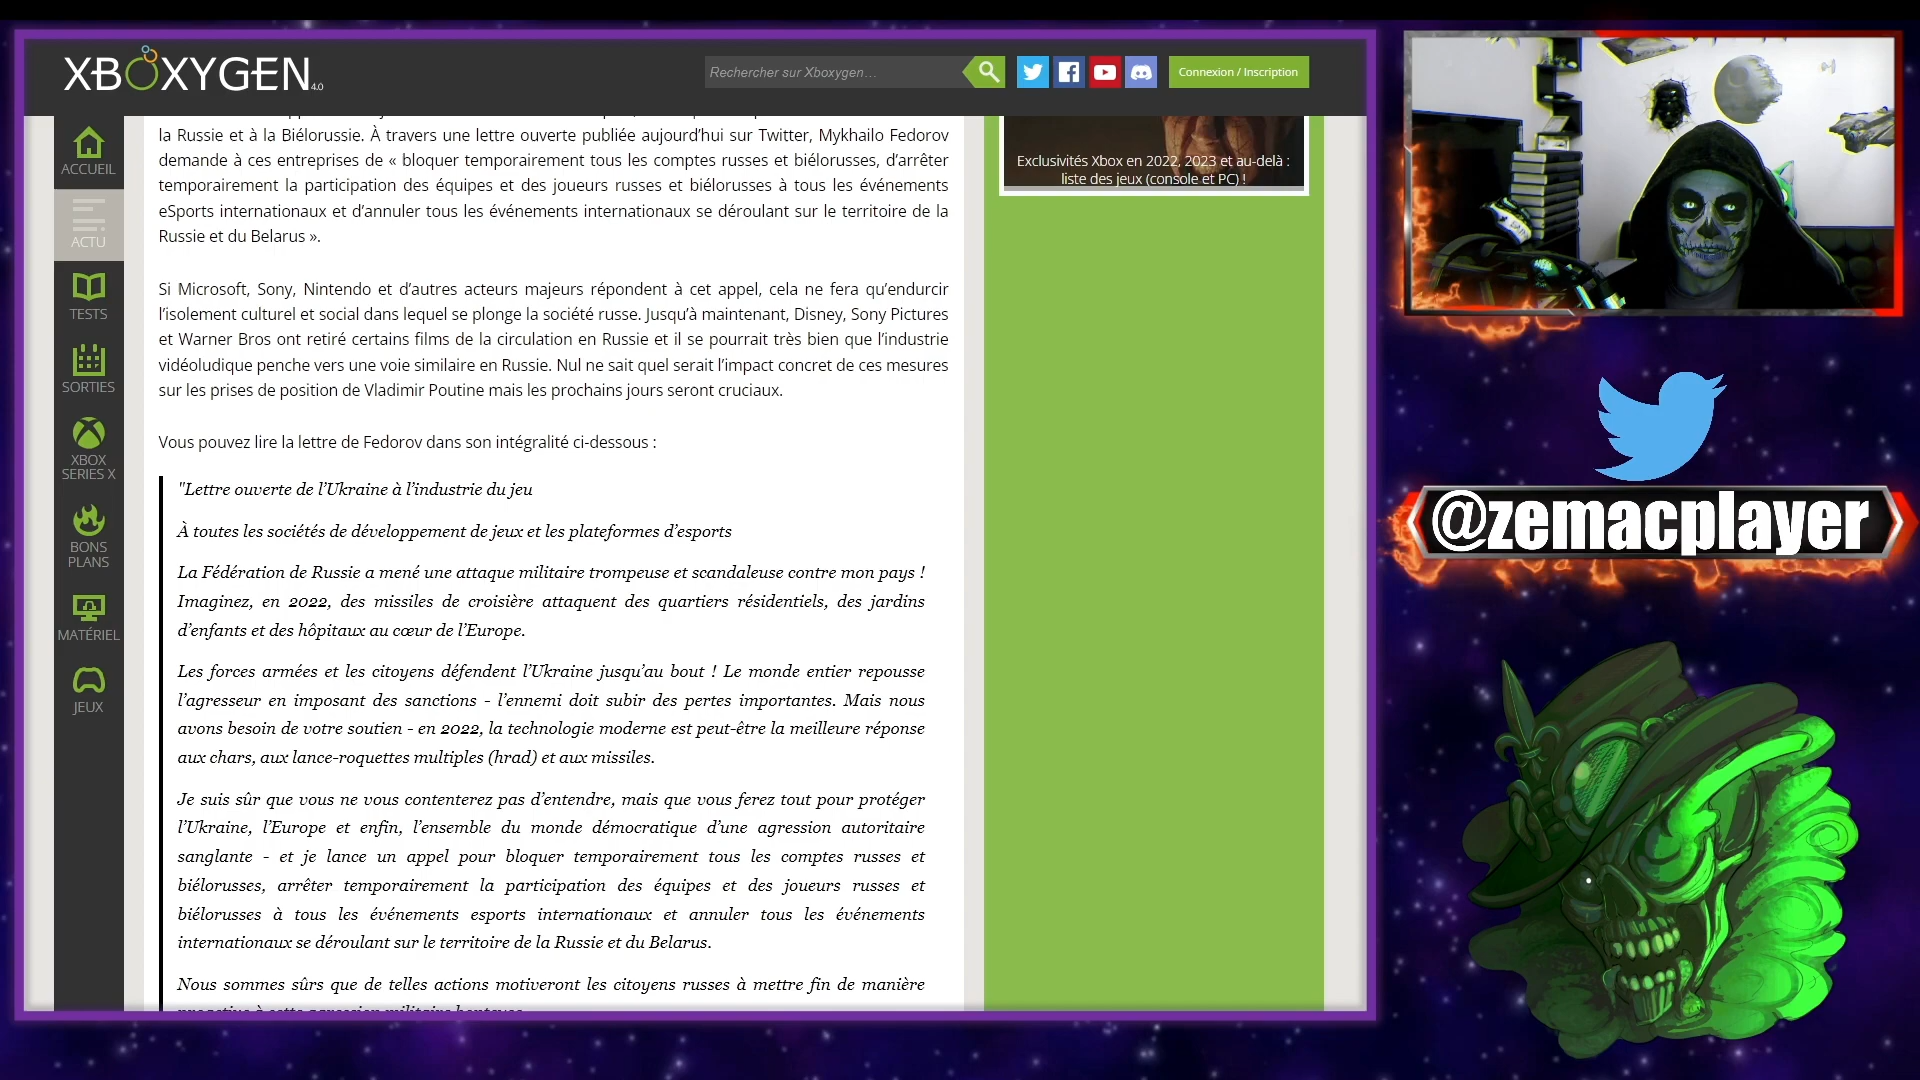 XBOXYGEN 4.0
Rechercher sur Xboxygen…
Connexion / Inscription
ACCUEIL
ACTU
TESTS
SORTIES
XBOX
SERIES X
BONS
PLANS
MATÉRIEL
JEUX
la Russie et à la Biélorussie. À travers une lettre ouverte publiée aujourd’hui sur Twitter, Mykhailo Fedorov
demande à ces entreprises de « bloquer temporairement tous les comptes russes et biélorusses, d’arrêter
temporairement la participation des équipes et des joueurs russes et biélorusses à tous les événements
eSports internationaux et d’annuler tous les événements internationaux se déroulant sur le territoire de la
Russie et du Belarus ».
Si Microsoft, Sony, Nintendo et d’autres acteurs majeurs répondent à cet appel, cela ne fera qu’endurcir
l’isolement culturel et social dans lequel se plonge la société russe. Jusqu’à maintenant, Disney, Sony Pictures
et Warner Bros ont retiré certains films de la circulation en Russie et il se pourrait très bien que l’industrie
vidéoludique penche vers une voie similaire en Russie. Nul ne sait quel serait l’impact concret de ces mesures
sur les prises de position de Vladimir Poutine mais les prochains jours seront cruciaux.
Vous pouvez lire la lettre de Fedorov dans son intégralité ci-dessous :
"Lettre ouverte de l’Ukraine à l’industrie du jeu
À toutes les sociétés de développement de jeux et les plateformes d’esports
La Fédération de Russie a mené une attaque militaire trompeuse et scandaleuse contre mon pays !
Imaginez, en 2022, des missiles de croisière attaquent des quartiers résidentiels, des jardins
d’enfants et des hôpitaux au cœur de l’Europe.
Les forces armées et les citoyens défendent l’Ukraine jusqu’au bout ! Le monde entier repousse
l’agresseur en imposant des sanctions - l’ennemi doit subir des pertes importantes. Mais nous
avons besoin de votre soutien - en 2022, la technologie moderne est peut-être la meilleure réponse
aux chars, aux lance-roquettes multiples (hrad) et aux missiles.
Je suis sûr que vous ne vous contenterez pas d’entendre, mais que vous ferez tout pour protéger
l’Ukraine, l’Europe et enfin, l’ensemble du monde démocratique d’une agression autoritaire
sanglante - et je lance un appel pour bloquer temporairement tous les comptes russes et
biélorusses, arrêter temporairement la participation des équipes et des joueurs russes et
biélorusses à tous les événements esports internationaux et annuler tous les événements
internationaux se déroulant sur le territoire de la Russie et du Belarus.
Nous sommes sûrs que de telles actions motiveront les citoyens russes à mettre fin de manière
Exclusivités Xbox en 2022, 2023 et au-delà :
liste des jeux (console et PC) !
@zemacplayer